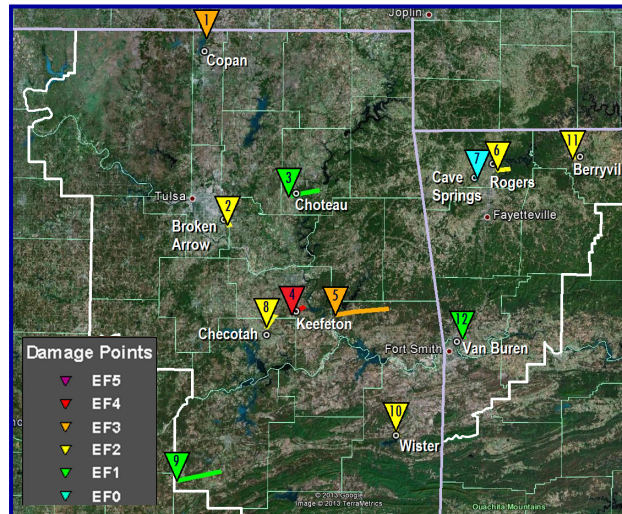 Joplin
1
Copan
11
6
7
Berryvil
Cave
Springs
Rogers
3
Tulsa
Choteau
2
Fayetteville
Broken
Arrow
4
5
8
Keefeton
12
Checotah
Van Buren
Damage Points
Fort Smith
EF5
EF4
EF3
10
EF2
Wister
EF1
9
EF0
© 2013 Google
Image © 2013 TerraMetrics
Ouachita Mountains